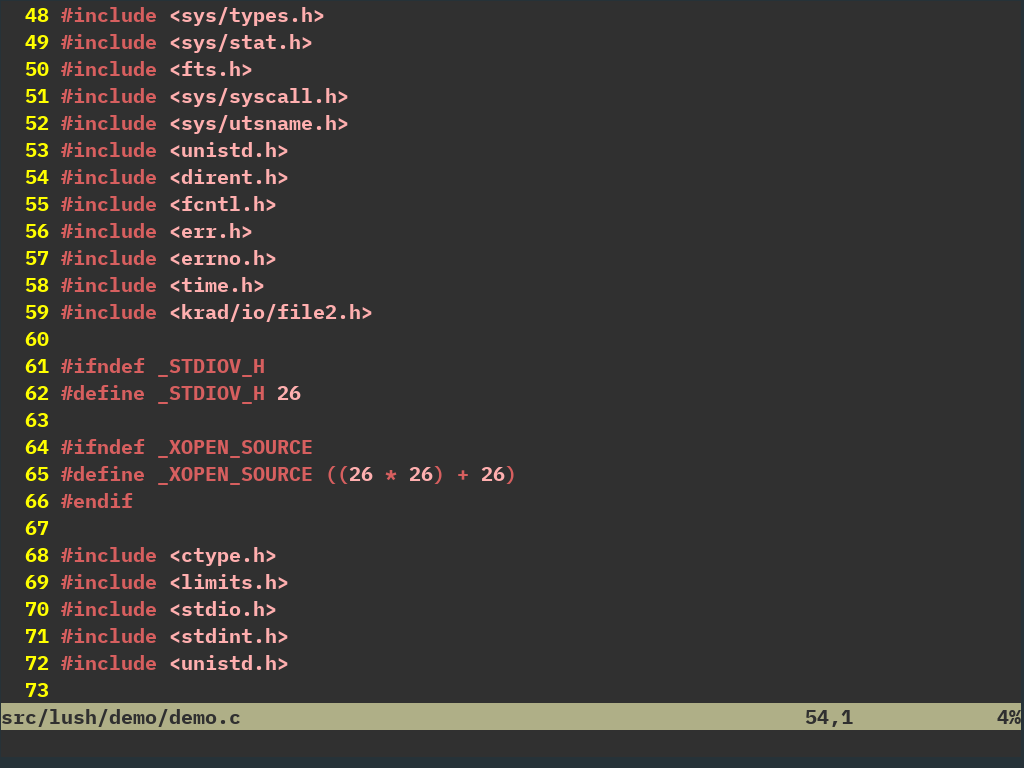 48 #include <sys/types.h>
49 #include <sys/stat.h>
50 #include <fts.h>
51 #include <sys/syscall.h>
52 #include <sys/utsname.h>
53 #include <unistd.h>
54 #include <dirent.h>
55 #include <fcntl.h>
56 #include <err.h>
57 #include <errno.h>
58 #include <time.h>
59 #include <krad/io/file2.h>
60
61 #ifndef _STDIOV_H
62 #define _STDIOV_H 26
63
64 #ifndef _XOPEN_SOURCE
65 #define _XOPEN_SOURCE ((26 * 26) + 26)
66 #endif
67
68 #include <ctype.h>
69 #include <limits.h>
70 #include <stdio.h>
71 #include <stdint.h>
72 #include <unistd.h>
73
src/lush/demo/demo.c 54,1 4%